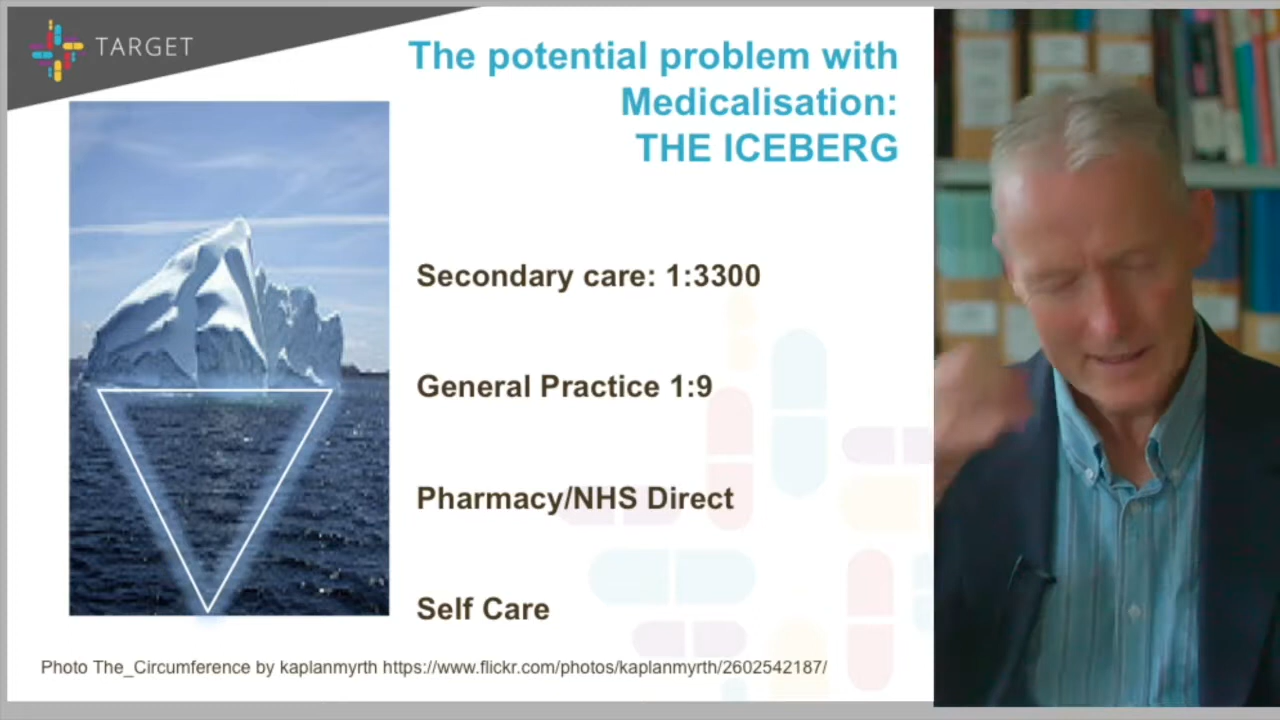 TARGET
The potential problem with
Medicalisation:
THE ICEBERG
Secondary care: 1:3300
General Practice 1:9
Pharmacy/NHS Direct
Self Care
Photo The_Circumference by kaplanmyrth https://www.flickr.com/photos/kaplanmyrth/2602542187/